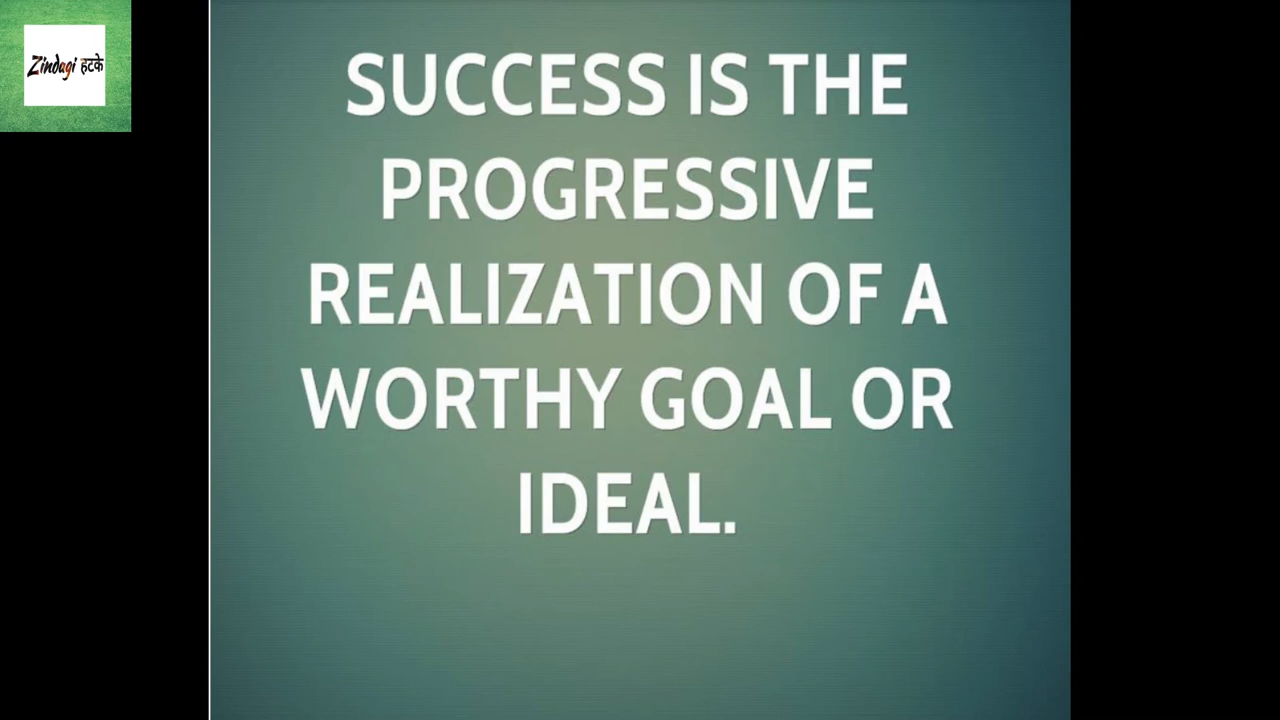 Zindagi हटके
SUCCESS IS THE
PROGRESSIVE
REALIZATION OF A
WORTHY GOAL OR
IDEAL.